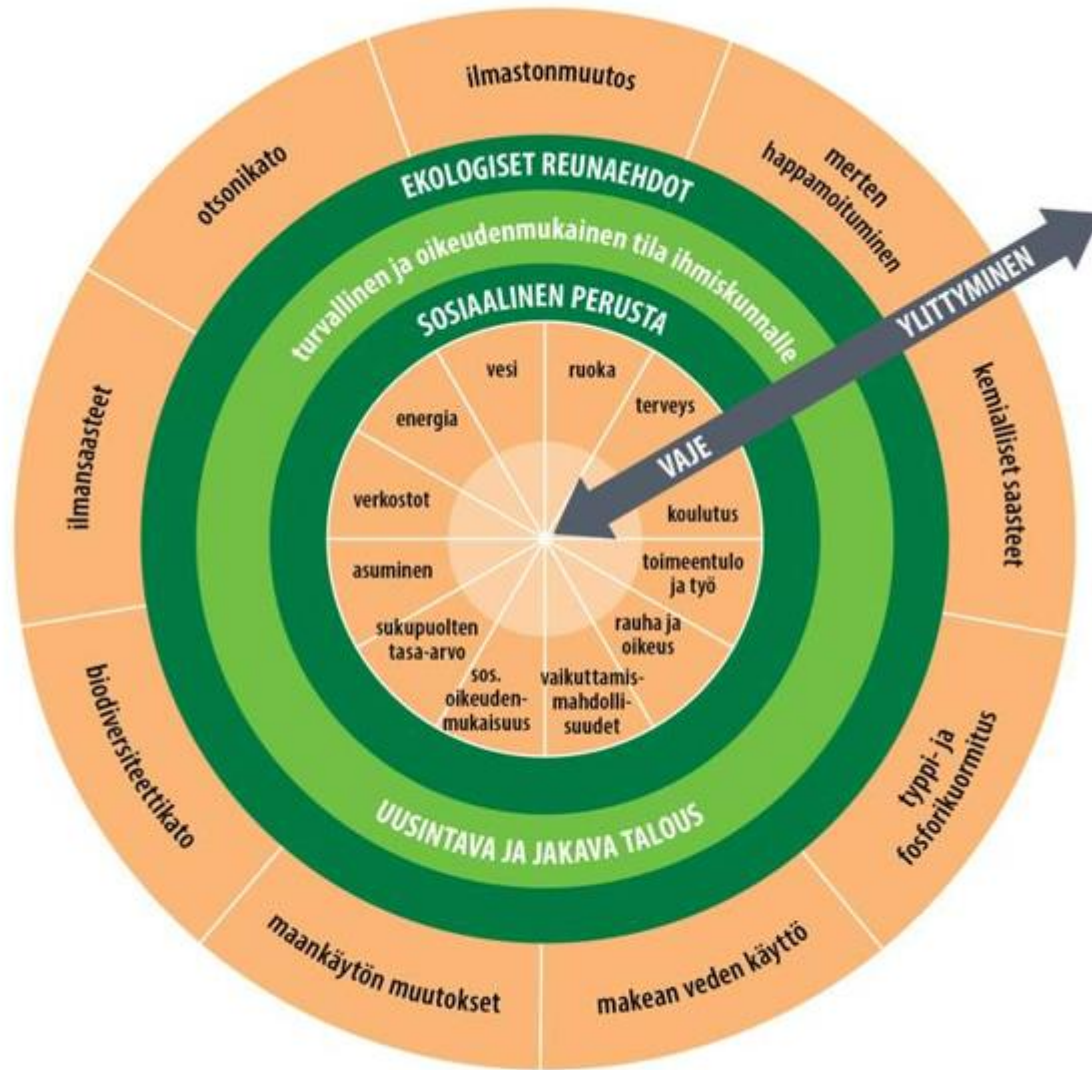 ilmastonmuutos
merten
happamoituminen
kemialliset saasteet
typpi- ja
fosforikuormitus
makean veden käyttö
maankäytön muutokset
biodiversiteettikato
ilmansaasteet
otsonikato
EKOLOGISET REUNAEHDOT
turvallinen ja oikeudenmukainen tila ihmiskunnalle
SOSIAALINEN PERUSTA
YLITTYMINEN
VAJE
vesi
ruoka
terveys
koulutus
toimeentulo
ja työ
rauha ja
oikeus
vaikuttamis-
mahdolli-
suudet
sos.
oikeuden-
mukaisuus
sukupuolten
tasa-arvo
asuminen
verkostot
energia
UUSINTAVA JA JAKAVA TALOUS